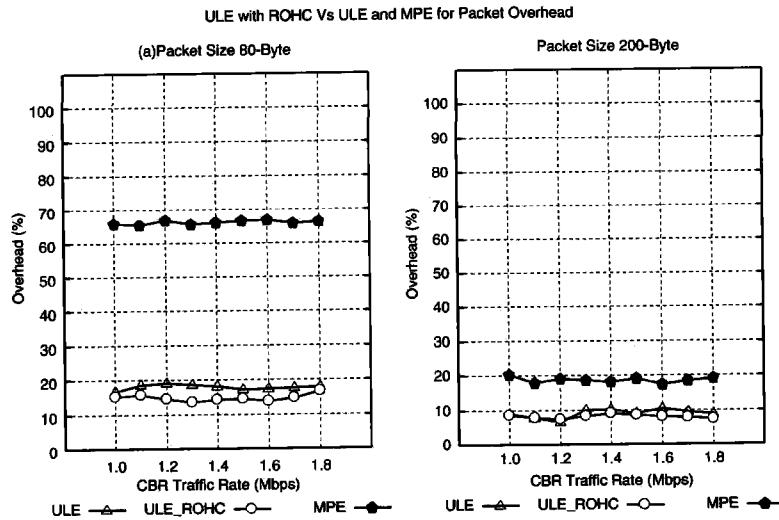 ULE with ROHC Vs ULE and MPE for Packet Overhead
(a)Packet Size 80-Byte
Overhead (%)
100
90
80
70
60
50
40
30
20
10
0
1.0 1.2 1.4 1.6 1.8
CBR Traffic Rate (Mbps)
ULE ULE_ROHC MPE
Packet Size 200-Byte
Overhead (%)
100
90
80
70
60
50
40
30
20
10
0
1.0 1.2 1.4 1.6 1.8
CBR Traffic Rate (Mbps)
ULE ULE_ROHC MPE